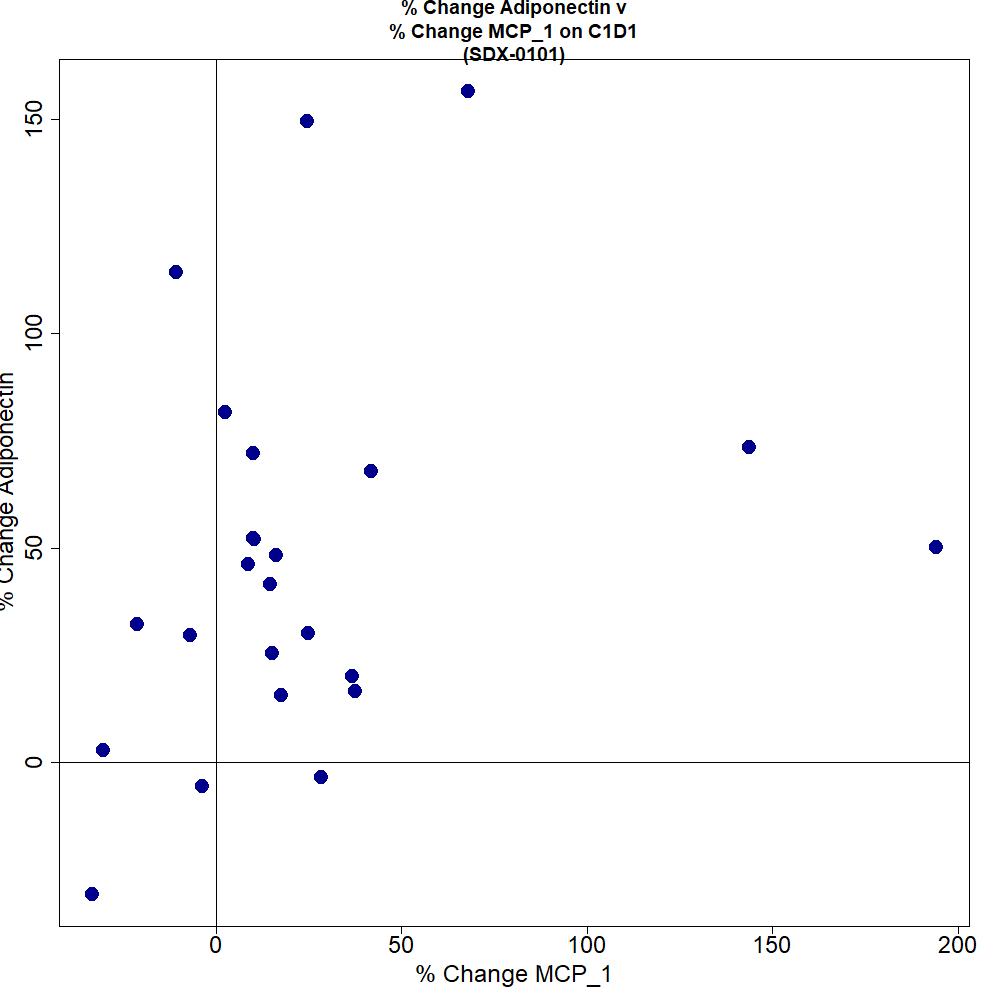 % Change Adiponectin v
% Change MCP_1 on C1D1
(SDX-0101)
% Change Adiponectin
150
100
50
0
0
50
100
150
200
% Change MCP_1